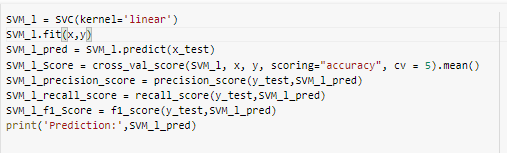 SVM_l = SVC(kernel='linear')
SVM_l.fit(x,y)
SVM_l_pred = SVM_l.predict(x_test)
SVM_l_Score = cross_val_score(SVM_l, x, y, scoring="accuracy", cv = 5).mean()
SVM_l_precision_score = precision_score(y_test,SVM_l_pred)
SVM_l_recall_score = recall_score(y_test,SVM_l_pred)
SVM_l_f1_Score = f1_score(y_test,SVM_l_pred)
print('Prediction:',SVM_l_pred)